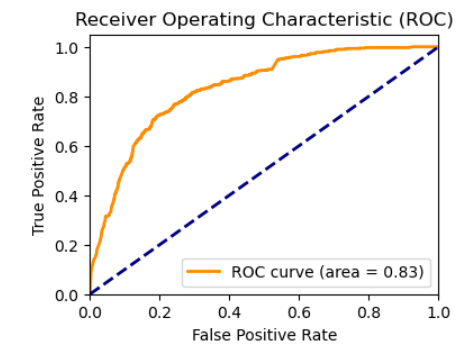 Receiver Operating Characteristic (ROC)
1.0
0.8
0.6
0.4
0.2
0.0
True Positive Rate
ROC curve (area = 0.83)
0.0 0.2 0.4 0.6 0.8 1.0
False Positive Rate